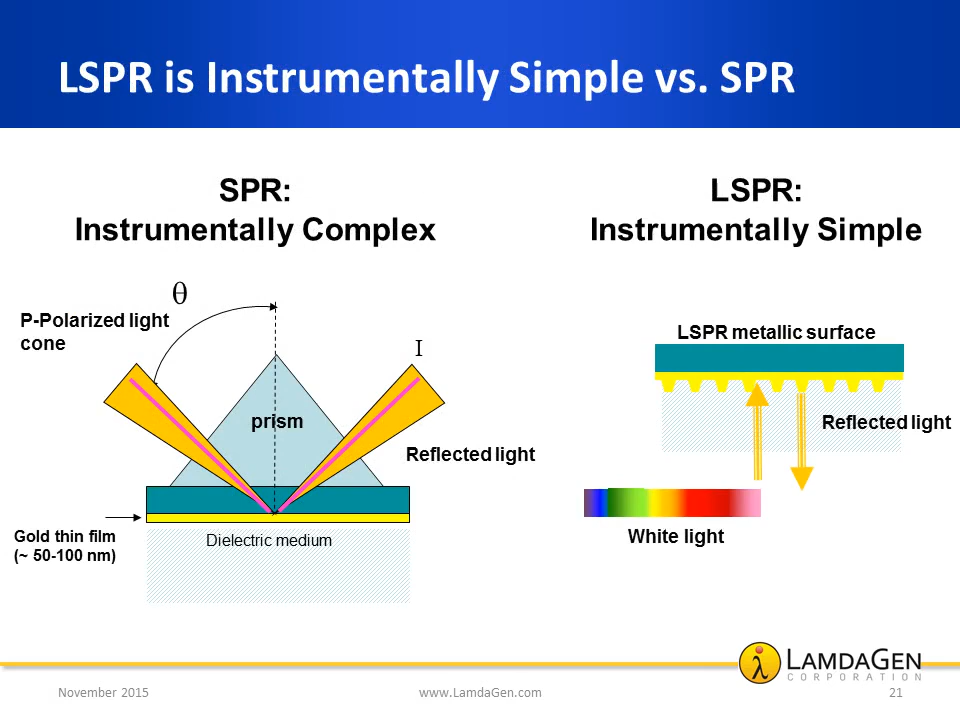 LSPR is Instrumentally Simple vs. SPR
SPR:
Instrumentally Complex
LSPR:
Instrumentally Simple
θ
P-Polarized light
cone
I
prism
Reflected light
Gold thin film
(~ 50-100 nm)
Dielectric medium
LSPR metallic surface
Reflected light
White light
λ
LAMDAGEN
CORPORATION
November 2015
www.LamdaGen.com
21